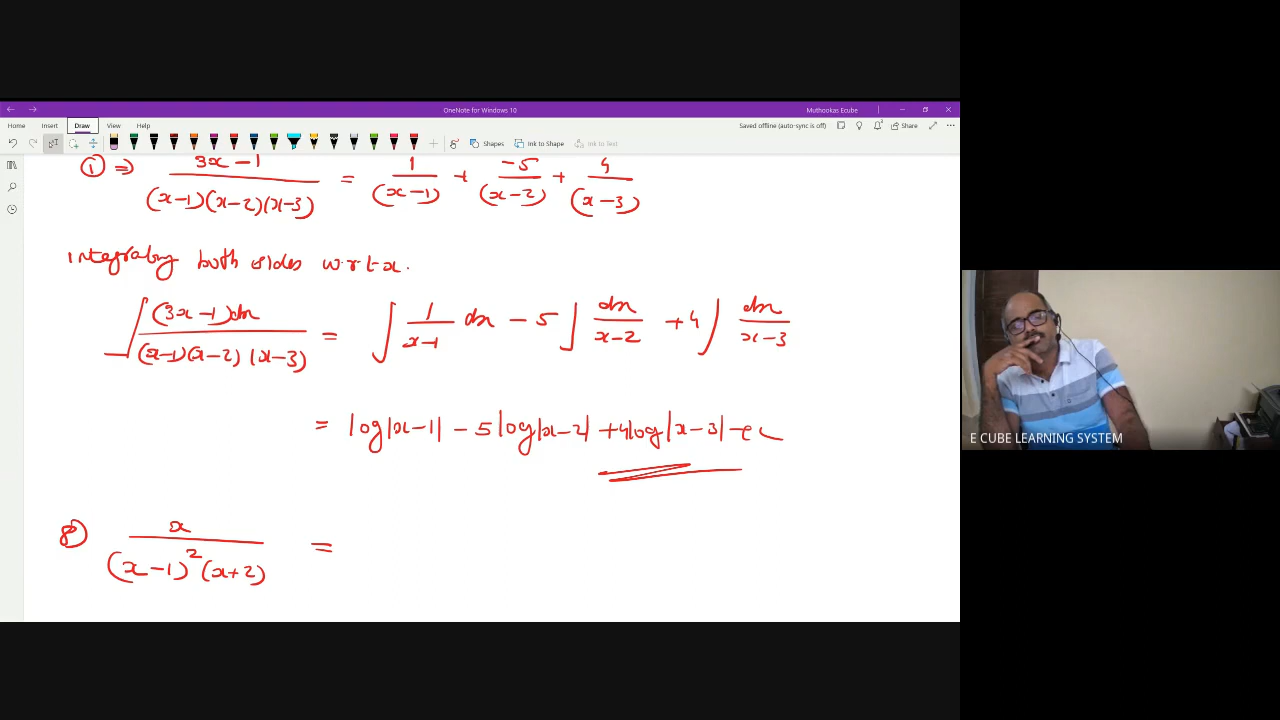 OneNote for Windows 10
Muthookas Ecube
Home Insert Draw View Help
Saved offline (auto-sync is off) Share
Shapes Ink to Shape Ink to Text
① ⇒ 3x-1 / (x-1)(x-2)(x-3) = 1/(x-1) + -5/(x-2) + 4/(x-3)
Integrating both sides w.r.t x.
∫ (3x-1)dx / (x-1)(x-2)(x-3) = ∫ 1/x-1 dx - 5∫ dx/x-2 + 4∫ dx/x-3
= log|x-1| - 5 log|x-2| + 4log|x-3| + c
8) x / (x-1)²(x+2) =
E CUBE LEARNING SYSTEM